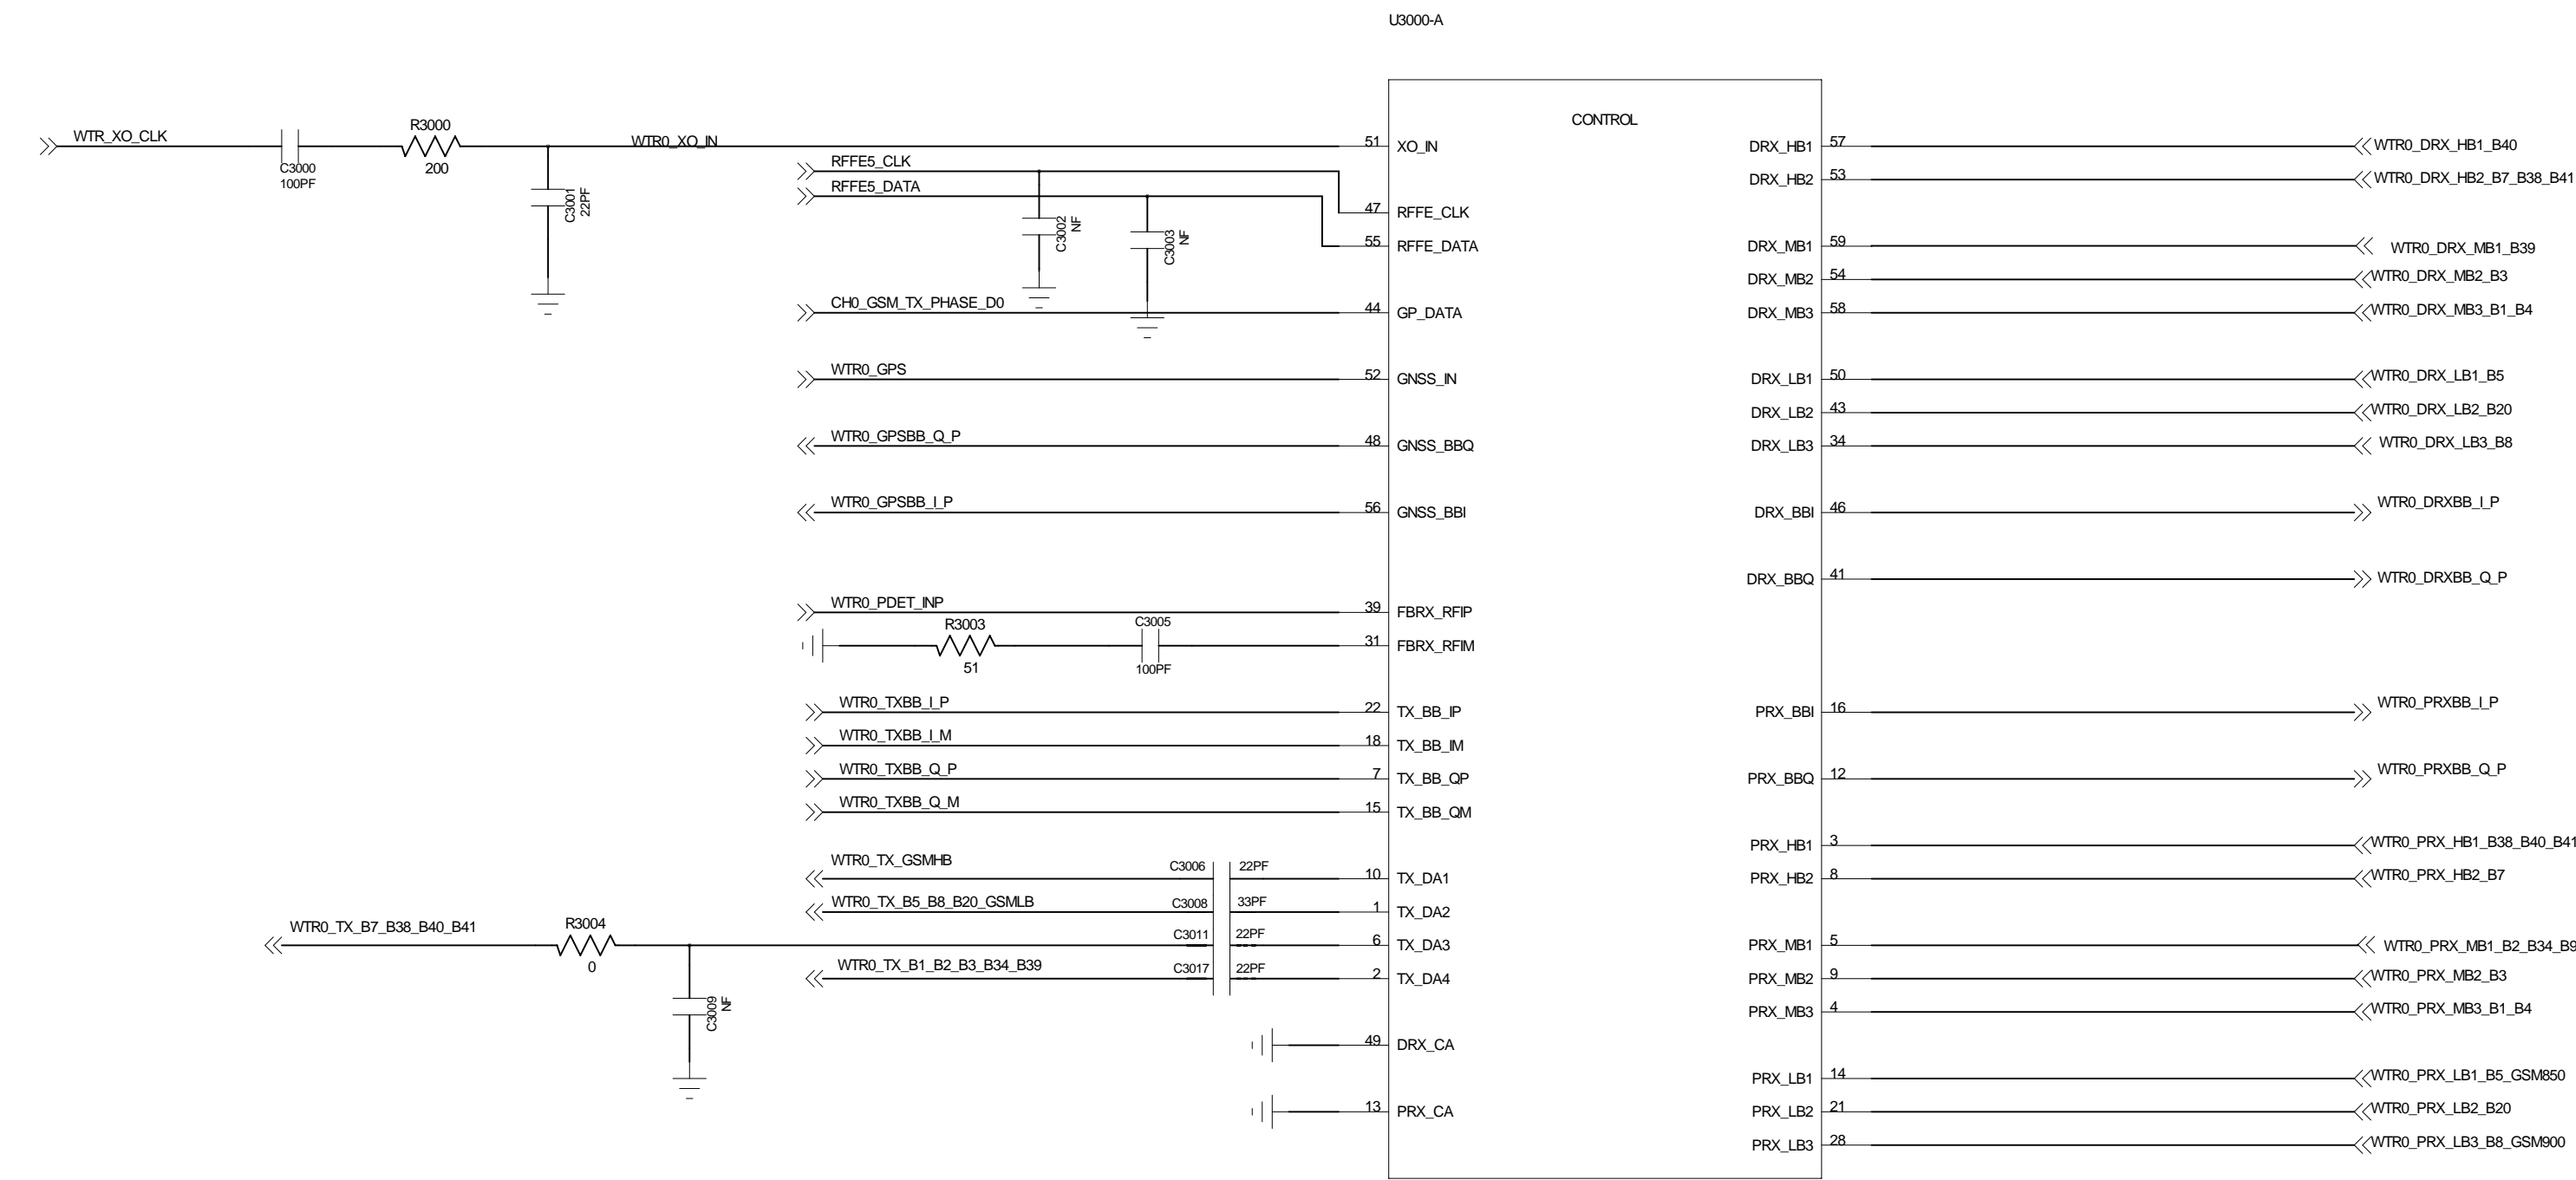 U3000-A
CONTROL
WTR_XO_CLK
C3000
100PF
R3000
200
C3001
22PF
WTR0_XO_IN
51 XO_IN
RFFE5_CLK
RFFE5_DATA
C3002
NF
C3003
NF
47 RFFE_CLK
55 RFFE_DATA
CH0_GSM_TX_PHASE_D0
44 GP_DATA
WTR0_GPS
52 GNSS_IN
WTR0_GPSBB_Q_P
48 GNSS_BBQ
WTR0_GPSBB_I_P
56 GNSS_BBI
WTR0_PDET_INP
39 FBRX_RFIP
R3003
51
C3005
100PF
31 FBRX_RFIM
WTR0_TXBB_I_P
22 TX_BB_IP
WTR0_TXBB_I_M
18 TX_BB_IM
WTR0_TXBB_Q_P
7 TX_BB_QP
WTR0_TXBB_Q_M
15 TX_BB_QM
WTR0_TX_GSMHB
C3006 22PF
10 TX_DA1
WTR0_TX_B5_B8_B20_GSMLB
C3008 33PF
1 TX_DA2
WTR0_TX_B7_B38_B40_B41
R3004
0
C3009
NF
C3011 22PF
6 TX_DA3
WTR0_TX_B1_B2_B3_B34_B39
C3017 22PF
2 TX_DA4
49 DRX_CA
13 PRX_CA
DRX_HB1 57 WTR0_DRX_HB1_B40
DRX_HB2 53 WTR0_DRX_HB2_B7_B38_B41
DRX_MB1 59 WTR0_DRX_MB1_B39
DRX_MB2 54 WTR0_DRX_MB2_B3
DRX_MB3 58 WTR0_DRX_MB3_B1_B4
DRX_LB1 50 WTR0_DRX_LB1_B5
DRX_LB2 43 WTR0_DRX_LB2_B20
DRX_LB3 34 WTR0_DRX_LB3_B8
DRX_BBI 46 WTR0_DRXBB_I_P
DRX_BBQ 41 WTR0_DRXBB_Q_P
PRX_BBI 16 WTR0_PRXBB_I_P
PRX_BBQ 12 WTR0_PRXBB_Q_P
PRX_HB1 3 WTR0_PRX_HB1_B38_B40_B41
PRX_HB2 8 WTR0_PRX_HB2_B7
PRX_MB1 5 WTR0_PRX_MB1_B2_B34_B9
PRX_MB2 9 WTR0_PRX_MB2_B3
PRX_MB3 4 WTR0_PRX_MB3_B1_B4
PRX_LB1 14 WTR0_PRX_LB1_B5_GSM850
PRX_LB2 21 WTR0_PRX_LB2_B20
PRX_LB3 28 WTR0_PRX_LB3_B8_GSM900